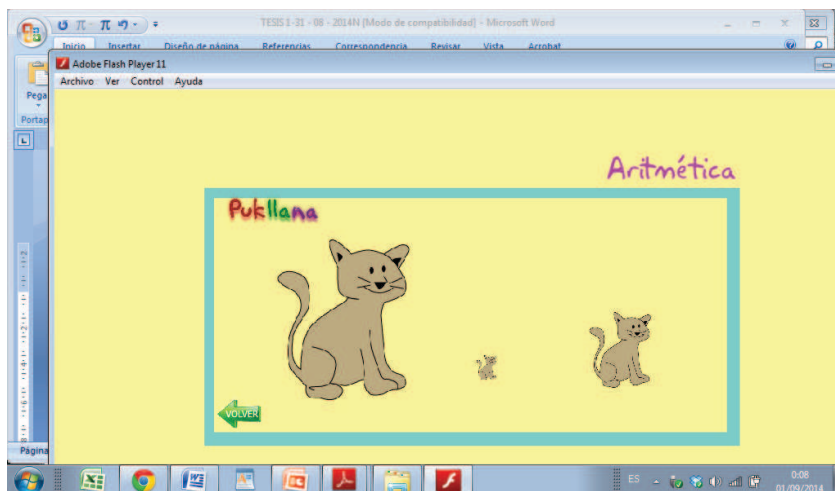 TESIS 1-31 - 08 - 2014N [Modo de compatibilidad] - Microsoft Word
Inicio Insertar Diseño de página Referencias Correspondencia Revisar Vista Acrobat
Adobe Flash Player 11
Archivo Ver Control Ayuda
Pega
Portap
Aritmética
Pukllana
VOLVER
Página
ES
0:08
01/09/2014